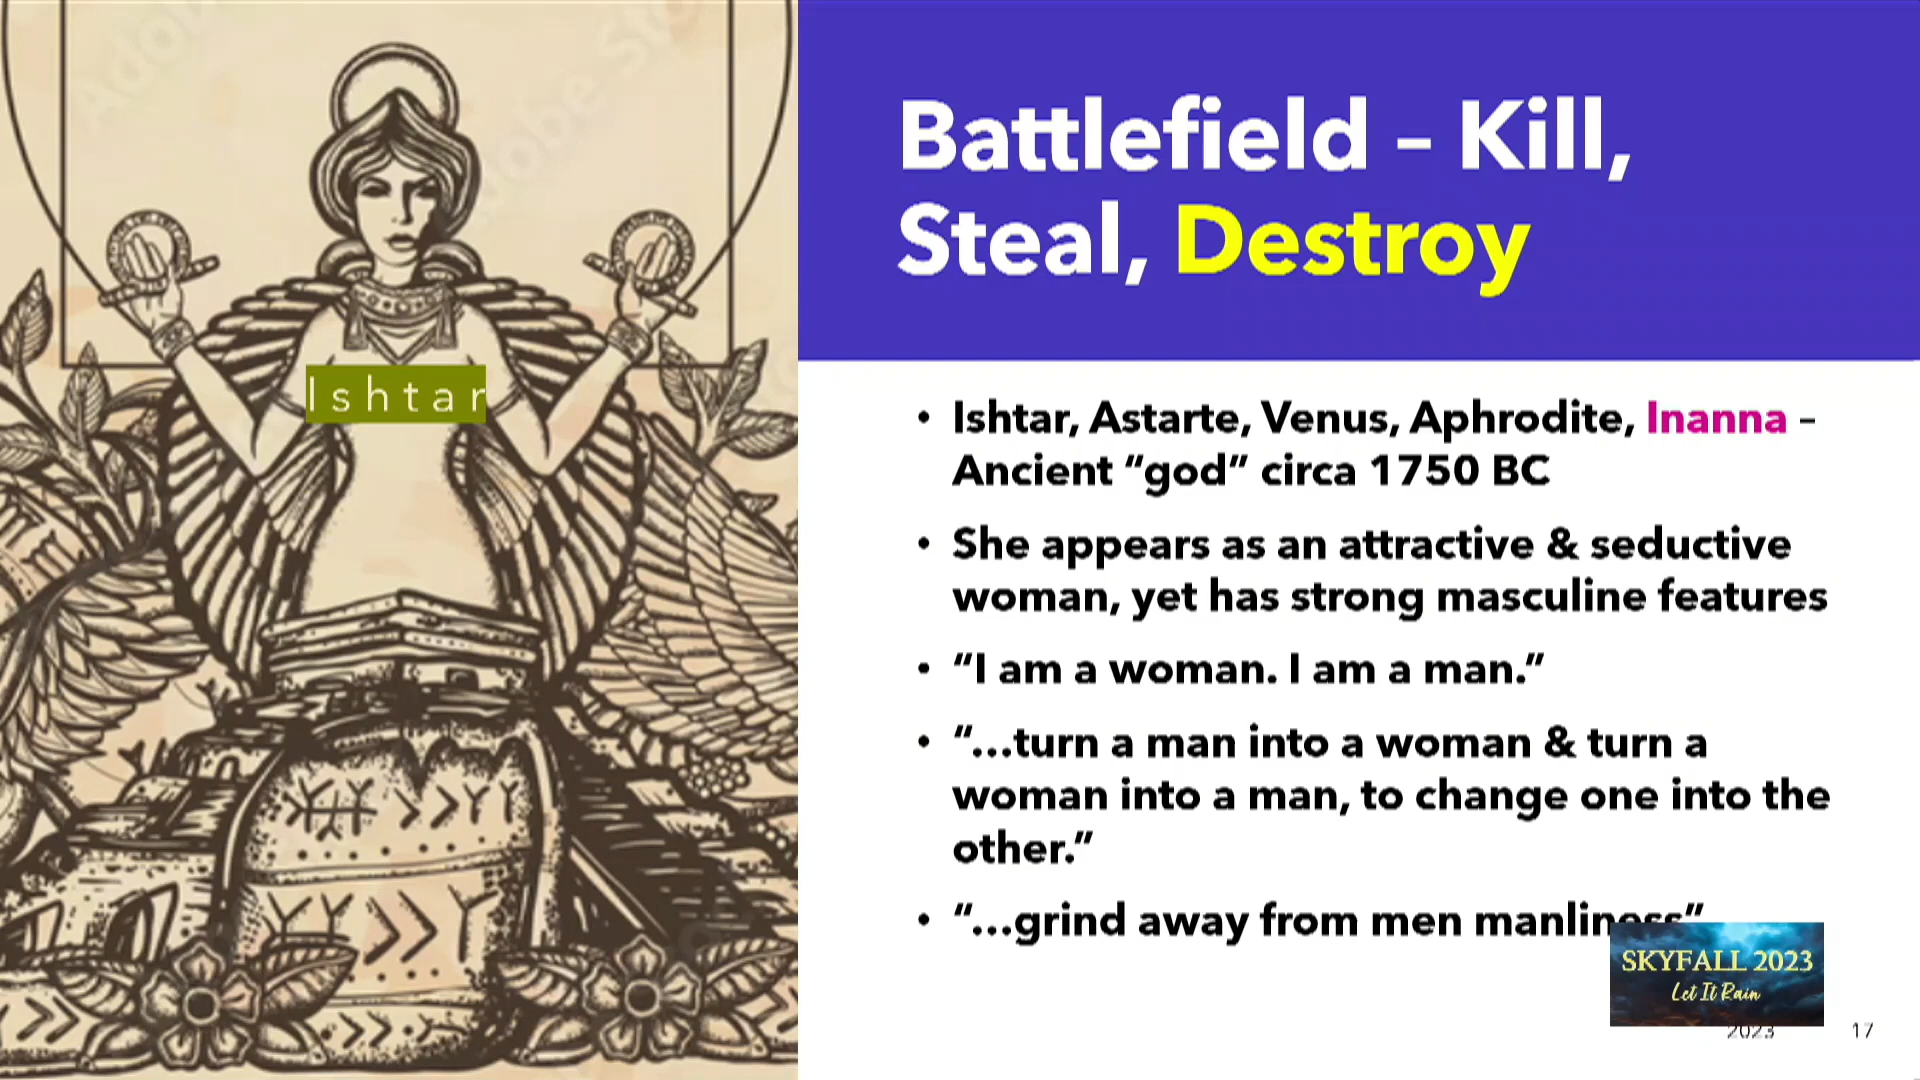 Battlefield – Kill,
Steal, Destroy
Ishtar
• Ishtar, Astarte, Venus, Aphrodite, Inanna –
Ancient “god” circa 1750 BC
• She appears as an attractive & seductive
woman, yet has strong masculine features
• “I am a woman. I am a man.”
• “…turn a man into a woman & turn a
woman into a man, to change one into the
other.”
• “…grind away from men manliness”
SKYFALL 2023
Let It Rain
2023 17